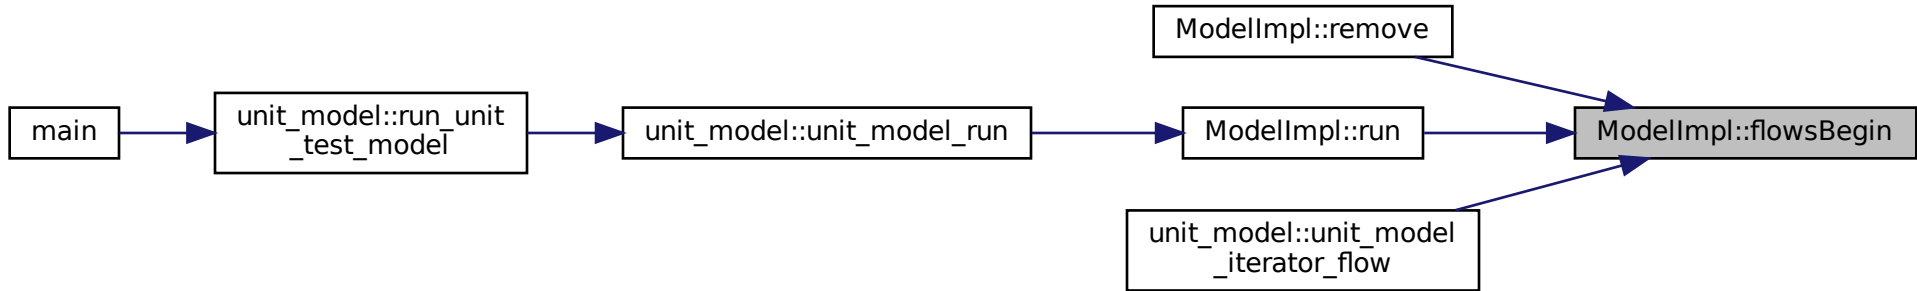 ModelImpl::remove
main
unit_model::run_unit
_test_model
unit_model::unit_model_run
ModelImpl::run
ModelImpl::flowsBegin
unit_model::unit_model
_iterator_flow